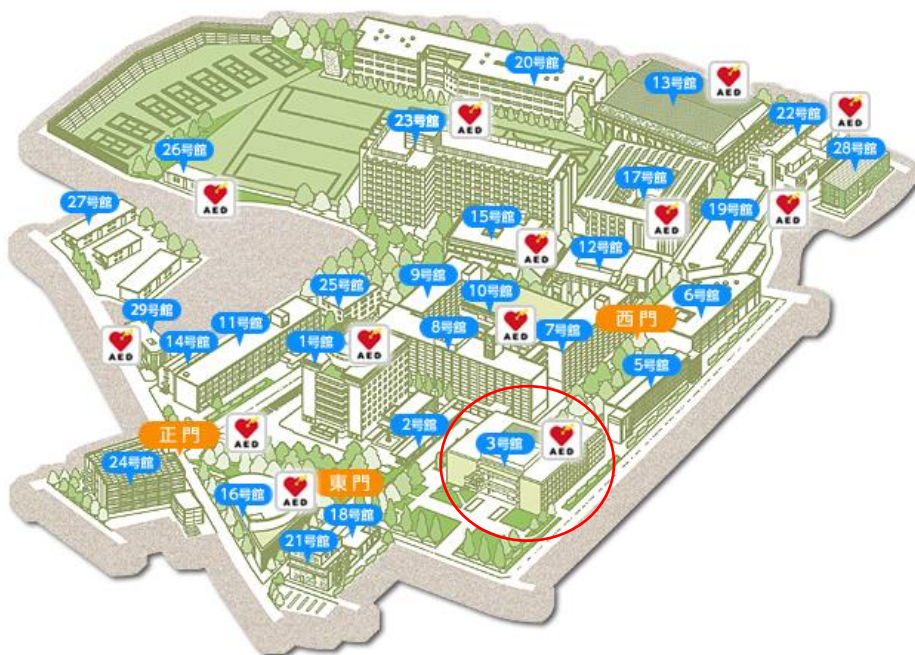 20号館
13号館
AED
22号館
AED
23号館
AED
28号館
26号館
AED
17号館
AED
27号館
15号館
AED
19号館
AED
12号館
9号館
25号館
10号館
AED
6号館
29号館
AED
14号館
11号館
1号館
AED
8号館
7号館
西門
5号館
2号館
3号館
AED
正門
AED
24号館
東門
16号館
AED
18号館
21号館